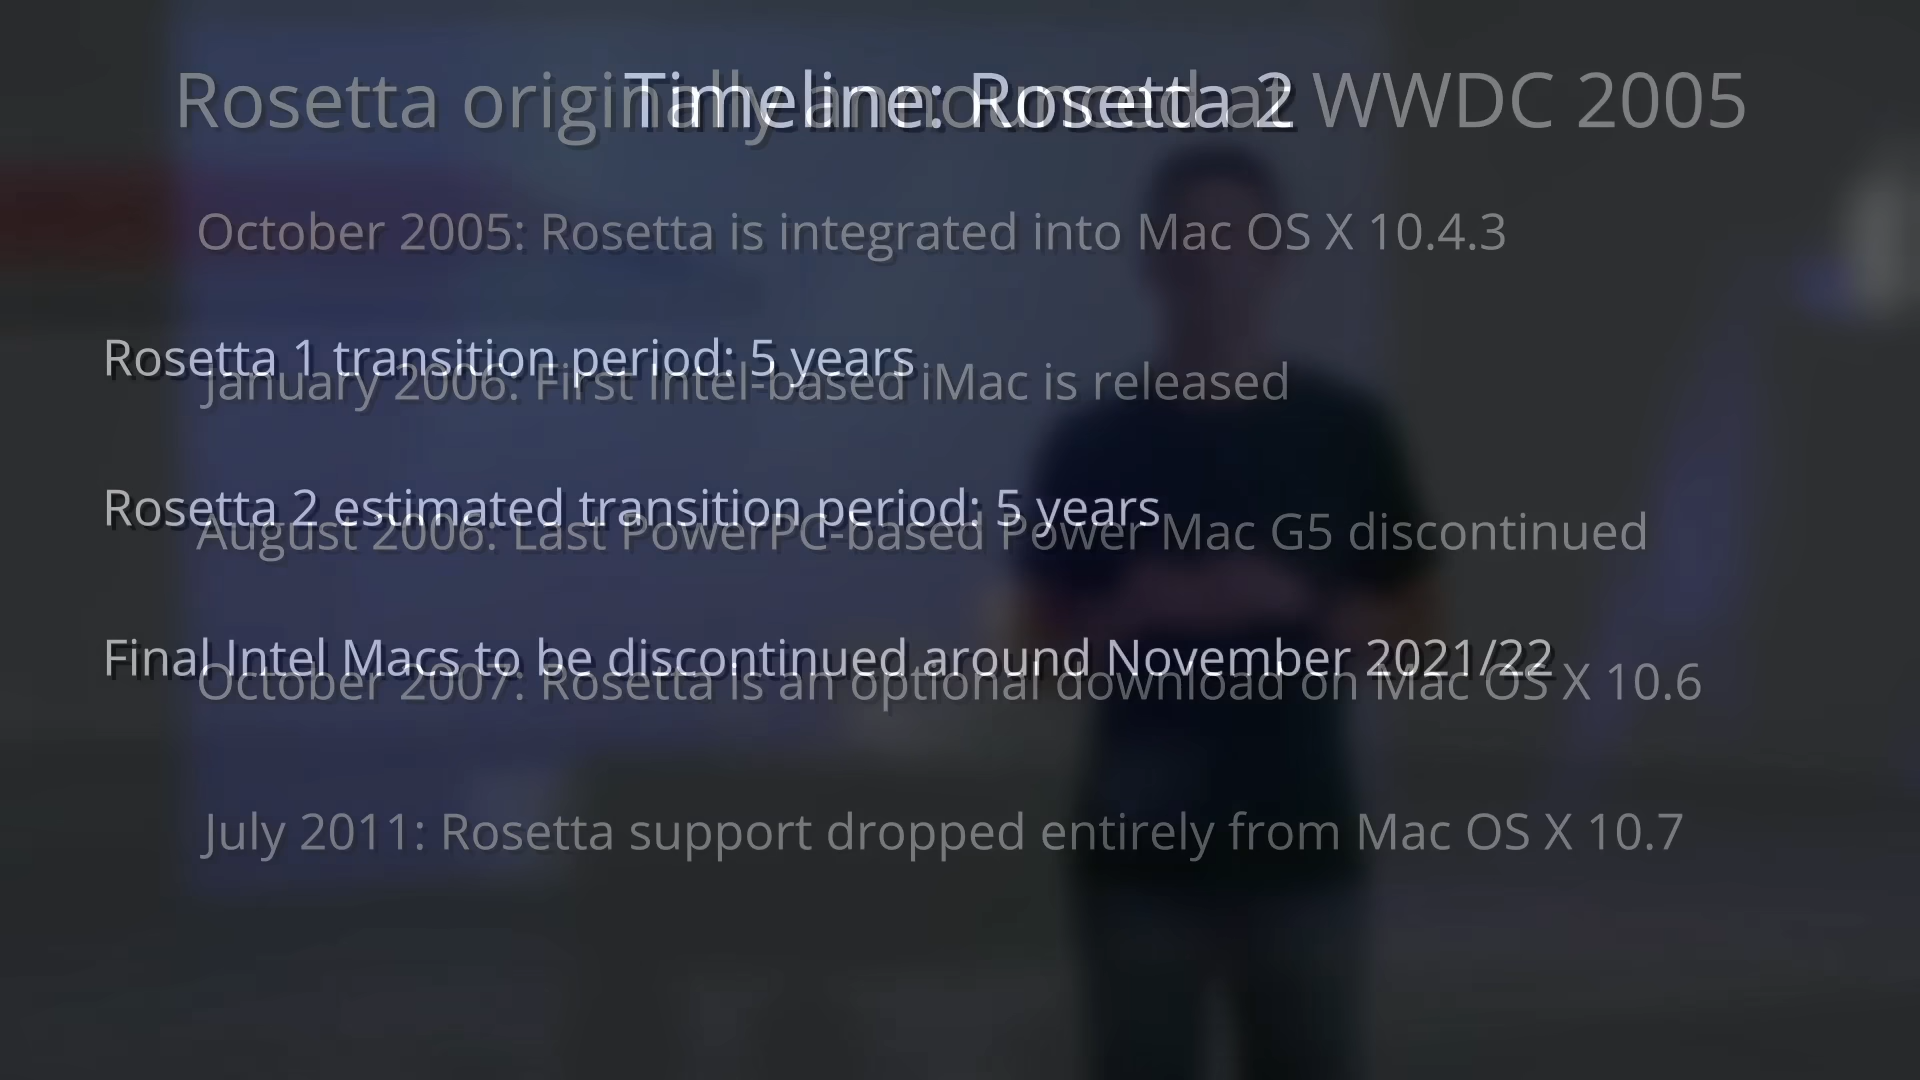 Rosetta originally announced at WWDC 2005
Timeline: Rosetta 2
October 2005: Rosetta is integrated into Mac OS X 10.4.3
Rosetta 1 transition period: 5 years
January 2006: First Intel-based iMac is released
Rosetta 2 estimated transition period: 5 years
August 2006: Last PowerPC-based Power Mac G5 discontinued
Final Intel Macs to be discontinued around November 2021/22
October 2007: Rosetta is an optional download on Mac OS X 10.6
July 2011: Rosetta support dropped entirely from Mac OS X 10.7